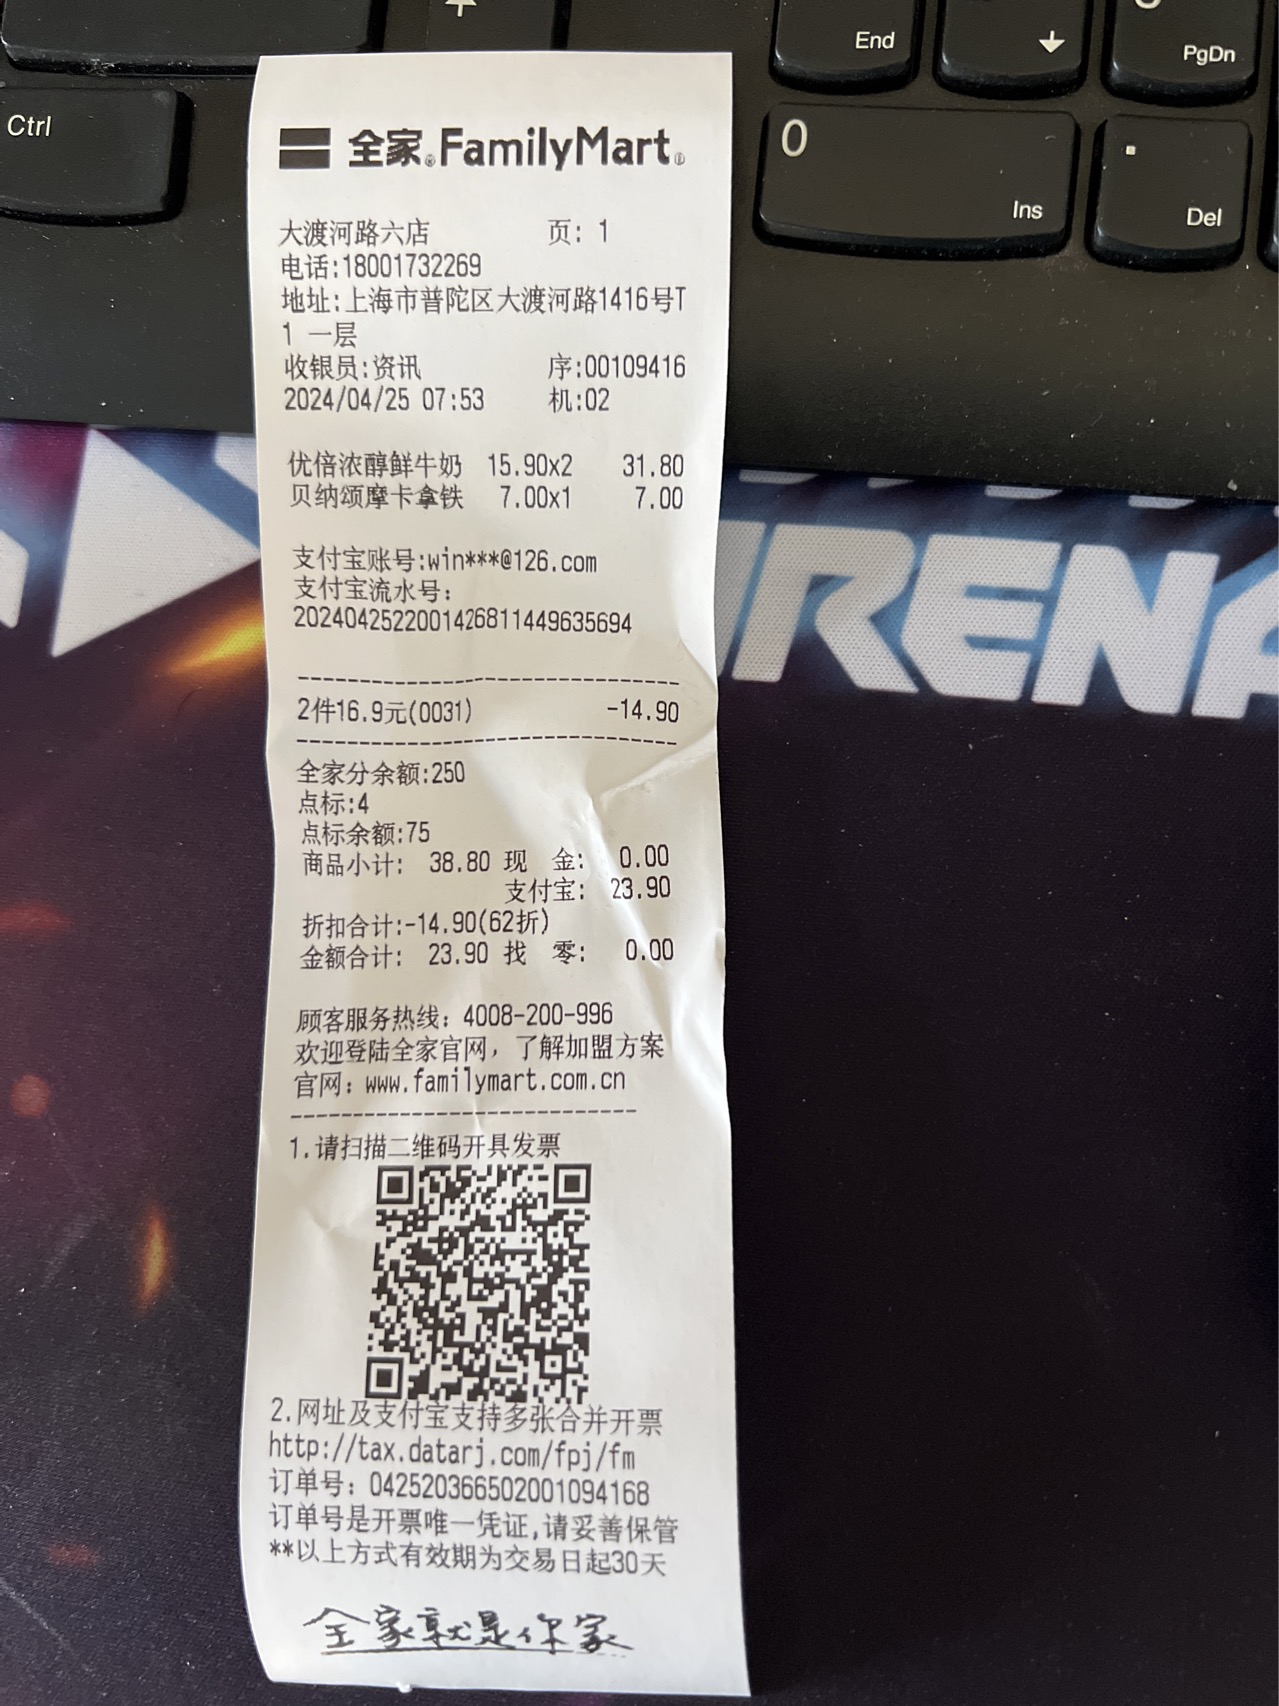 End
PgDn
Ctrl
0
Ins
.
Del
全家®FamilyMart®
大渡河路六店 页: 1
电话:18001732269
地址:上海市普陀区大渡河路1416号T
1 一层
收银员:资讯 序:00109416
2024/04/25 07:53 机:02
优倍浓醇鲜牛奶 15.90x2 31.80
贝纳颂摩卡拿铁 7.00x1 7.00
支付宝账号:win***@126.com
支付宝流水号:
2024042522001426811449635694
2件16.9元(0031) -14.90
全家分余额:250
点标:4
点标余额:75
商品小计: 38.80 现 金: 0.00
支付宝: 23.90
折扣合计:-14.90(62折)
金额合计: 23.90 找 零: 0.00
顾客服务热线: 4008-200-996
欢迎登陆全家官网, 了解加盟方案
官网: www.familymart.com.cn
1.请扫描二维码开具发票
2.网址及支付宝支持多张合并开票
http://tax.datarj.com/fpj/fm
订单号: 042520366502001094168
订单号是开票唯一凭证,请妥善保管
**以上方式有效期为交易日起30天
全家就是你家
RENA